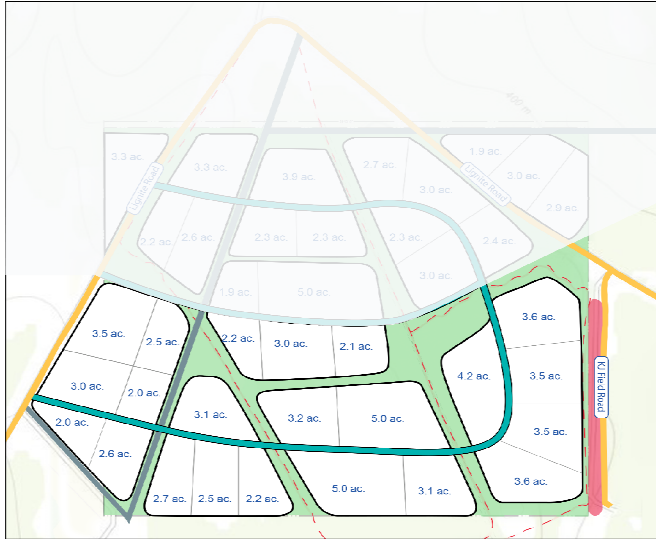 400 m
1.9 ac.
3.3 ac.
3.3 ac.
2.7 ac.
3.9 ac.
3.0 ac.
3.0 ac.
Lignite Road
Lignite Road
2.9 ac.
2.2 ac.
2.6 ac.
2.3 ac.
2.3 ac.
2.3 ac.
2.4 ac.
3.0 ac.
1.9 ac.
5.0 ac.
3.6 ac.
3.5 ac.
2.5 ac.
2.2 ac.
3.0 ac.
2.1 ac.
4.2 ac.
3.5 ac.
KJ Field Road
3.0 ac.
2.0 ac.
2.0 ac.
3.1 ac.
3.2 ac.
5.0 ac.
3.5 ac.
2.6 ac.
3.6 ac.
2.7 ac.
2.5 ac.
2.2 ac.
5.0 ac.
3.1 ac.